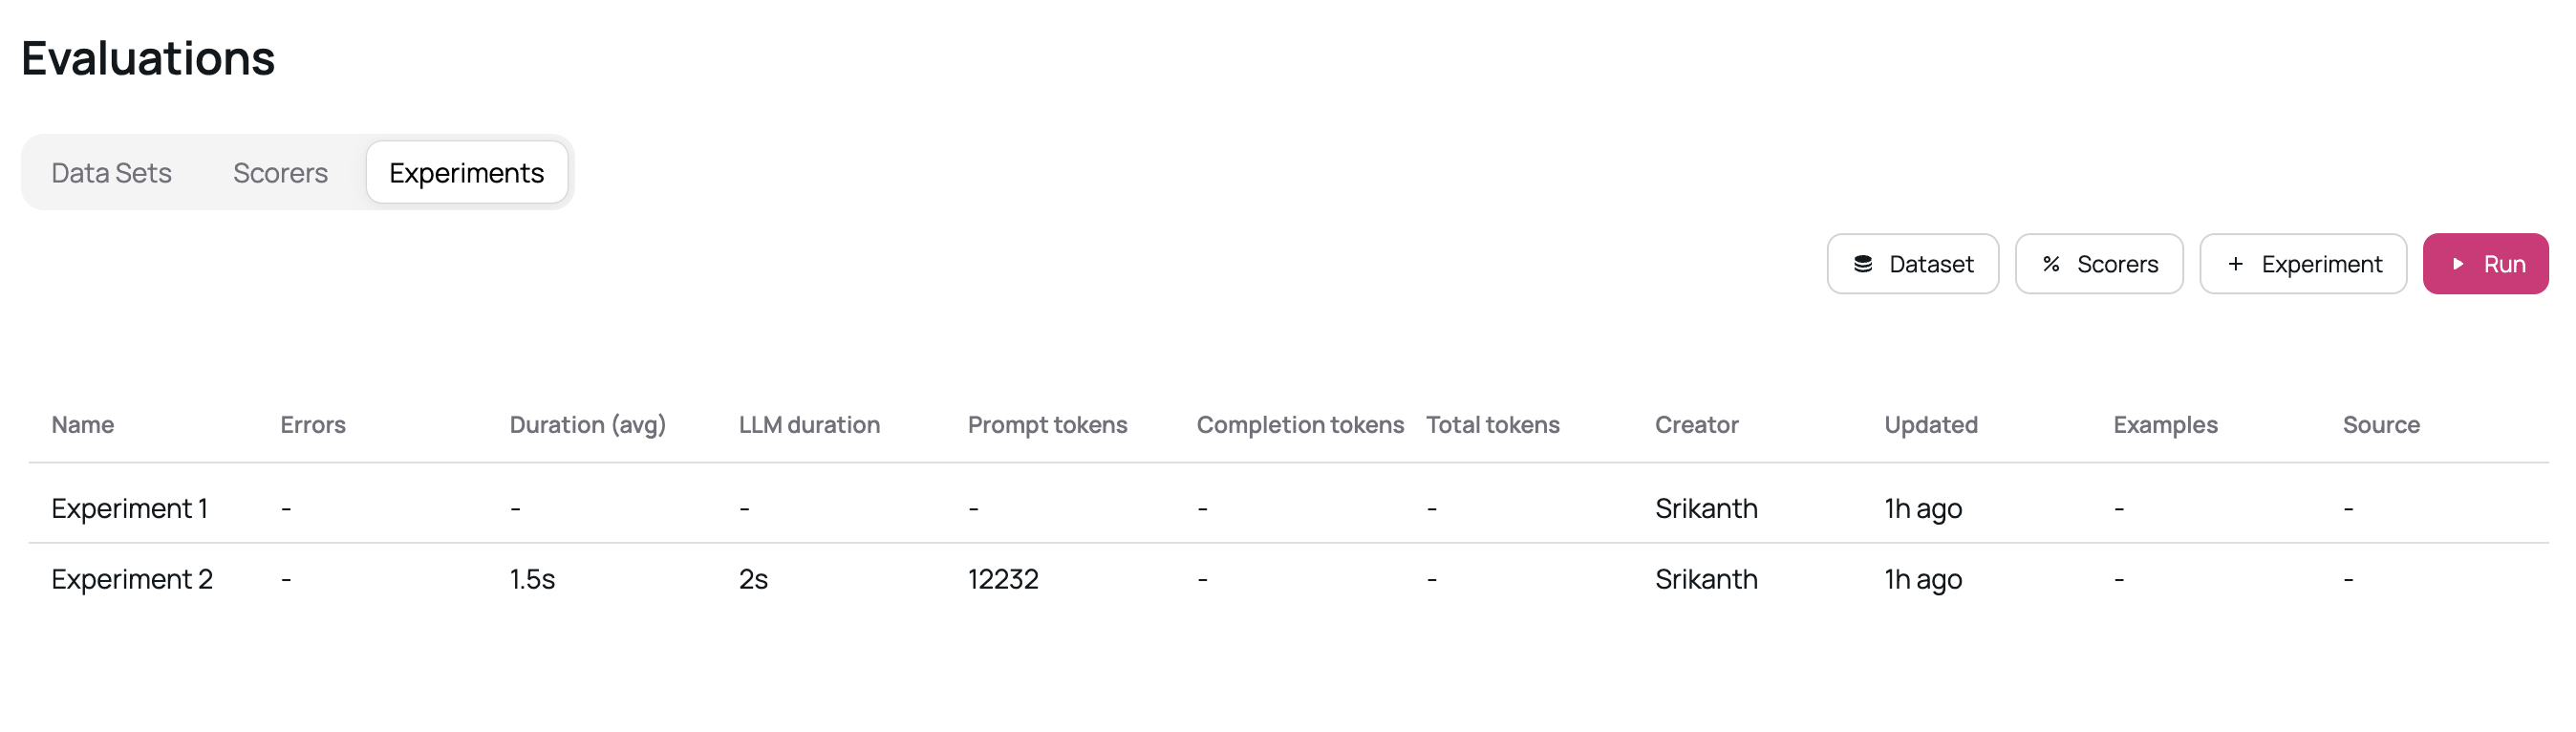 Evaluations
Data Sets Scorers Experiments
Dataset % Scorers + Experiment Run
Name Errors Duration (avg) LLM duration Prompt tokens Completion tokens Total tokens Creator Updated Examples Source
Experiment 1 - - - - - - Srikanth 1h ago - -
Experiment 2 - 1.5s 2s 12232 - - Srikanth 1h ago - -